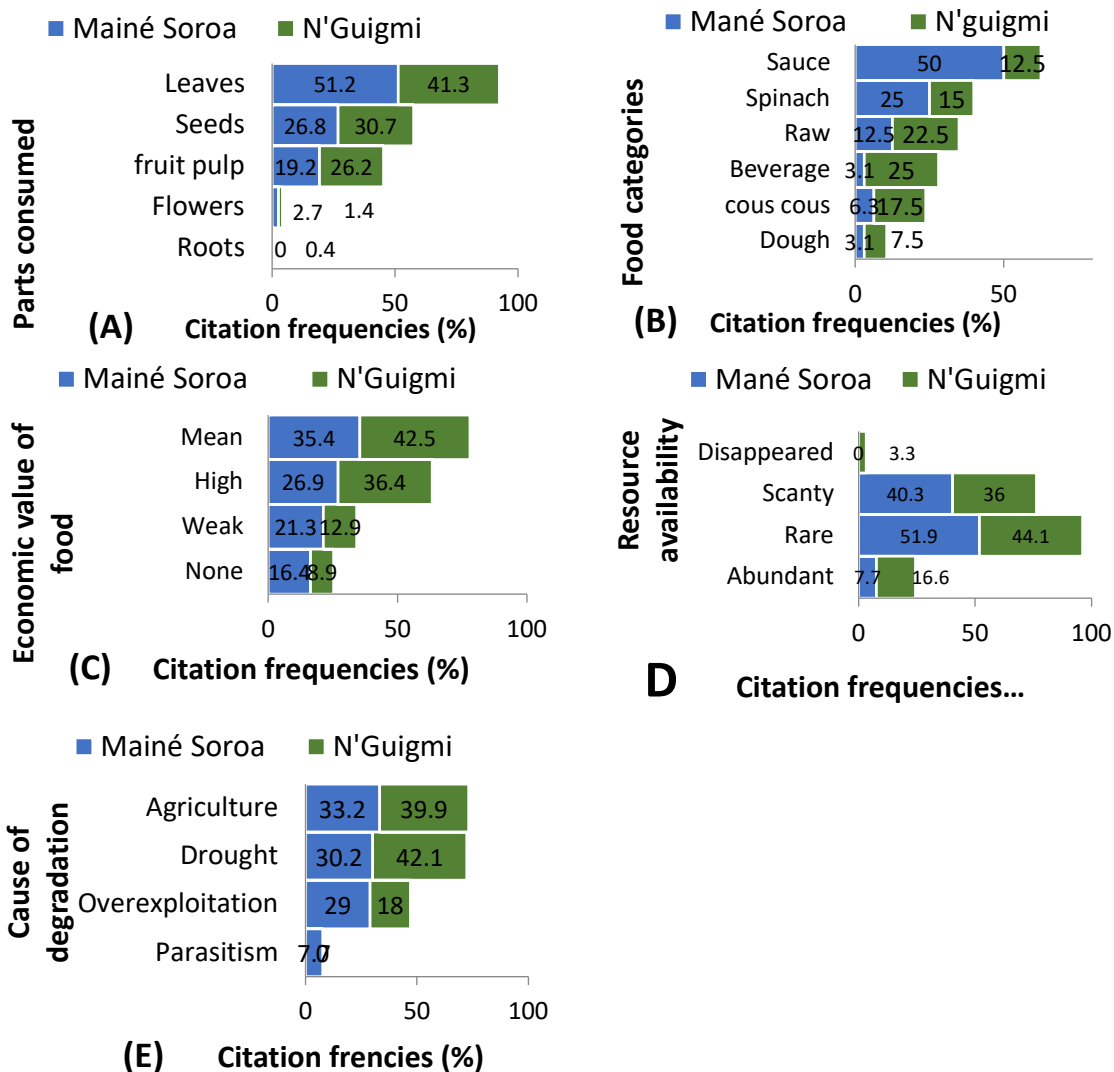 Mainé Soroa N'Guigmi
Parts consumed
Leaves 51.2 41.3
Seeds 26.8 30.7
fruit pulp 19.2 26.2
Flowers 2.7 1.4
Roots 0 0.4
0 50 100
(A) Citation frequencies (%)
Mané Soroa N'guigmi
Food categories
Sauce 50 12.5
Spinach 25 15
Raw 12.5 22.5
Beverage 3.1 25
cous cous 6.3 17.5
Dough 3.1 7.5
0 50
(B) Citation frequencies (%)
Mainé Soroa N'Guigmi
Economic value of
food
Mean 35.4 42.5
High 26.9 36.4
Weak 21.3 12.9
None 16.4 8.9
0 50 100
(C) Citation frequencies (%)
Mané Soroa N'Guigmi
Resource
availability
Disappeared 0 3.3
Scanty 40.3 36
Rare 51.9 44.1
Abundant 7.7 16.6
0 50 100
D Citation frequencies...
Mainé Soroa N'Guigmi
Cause of
degradation
Agriculture 33.2 39.9
Drought 30.2 42.1
Overexploitation 29 18
Parasitism 0
0 50 100
(E) Citation frencies (%)